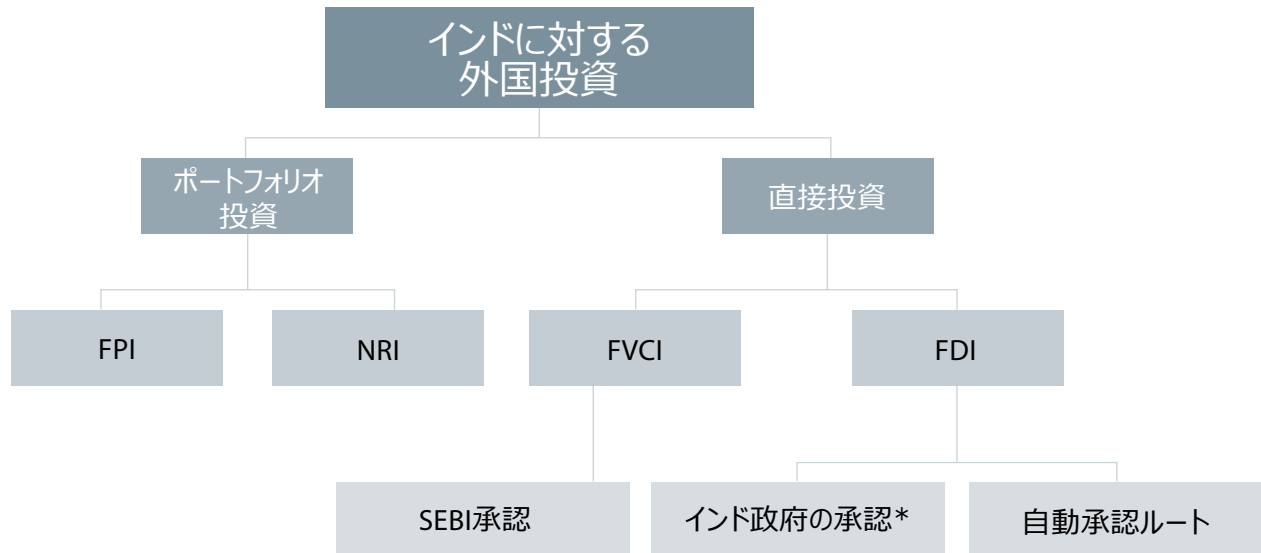 インドに対する
外国投資
ポートフォリオ
投資
直接投資
FPI
NRI
FVCI
FDI
SEBI承認
インド政府の承認*
自動承認ルート